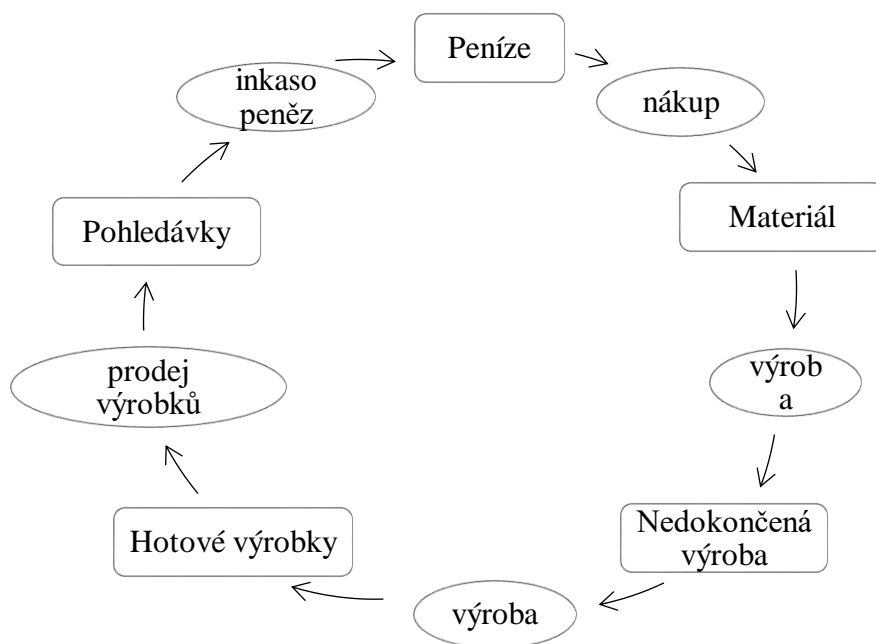 Peníze
nákup
Materiál
výrob
a
Nedokončená
výroba
výroba
Hotové výrobky
prodej
výrobků
Pohledávky
inkaso
peněz